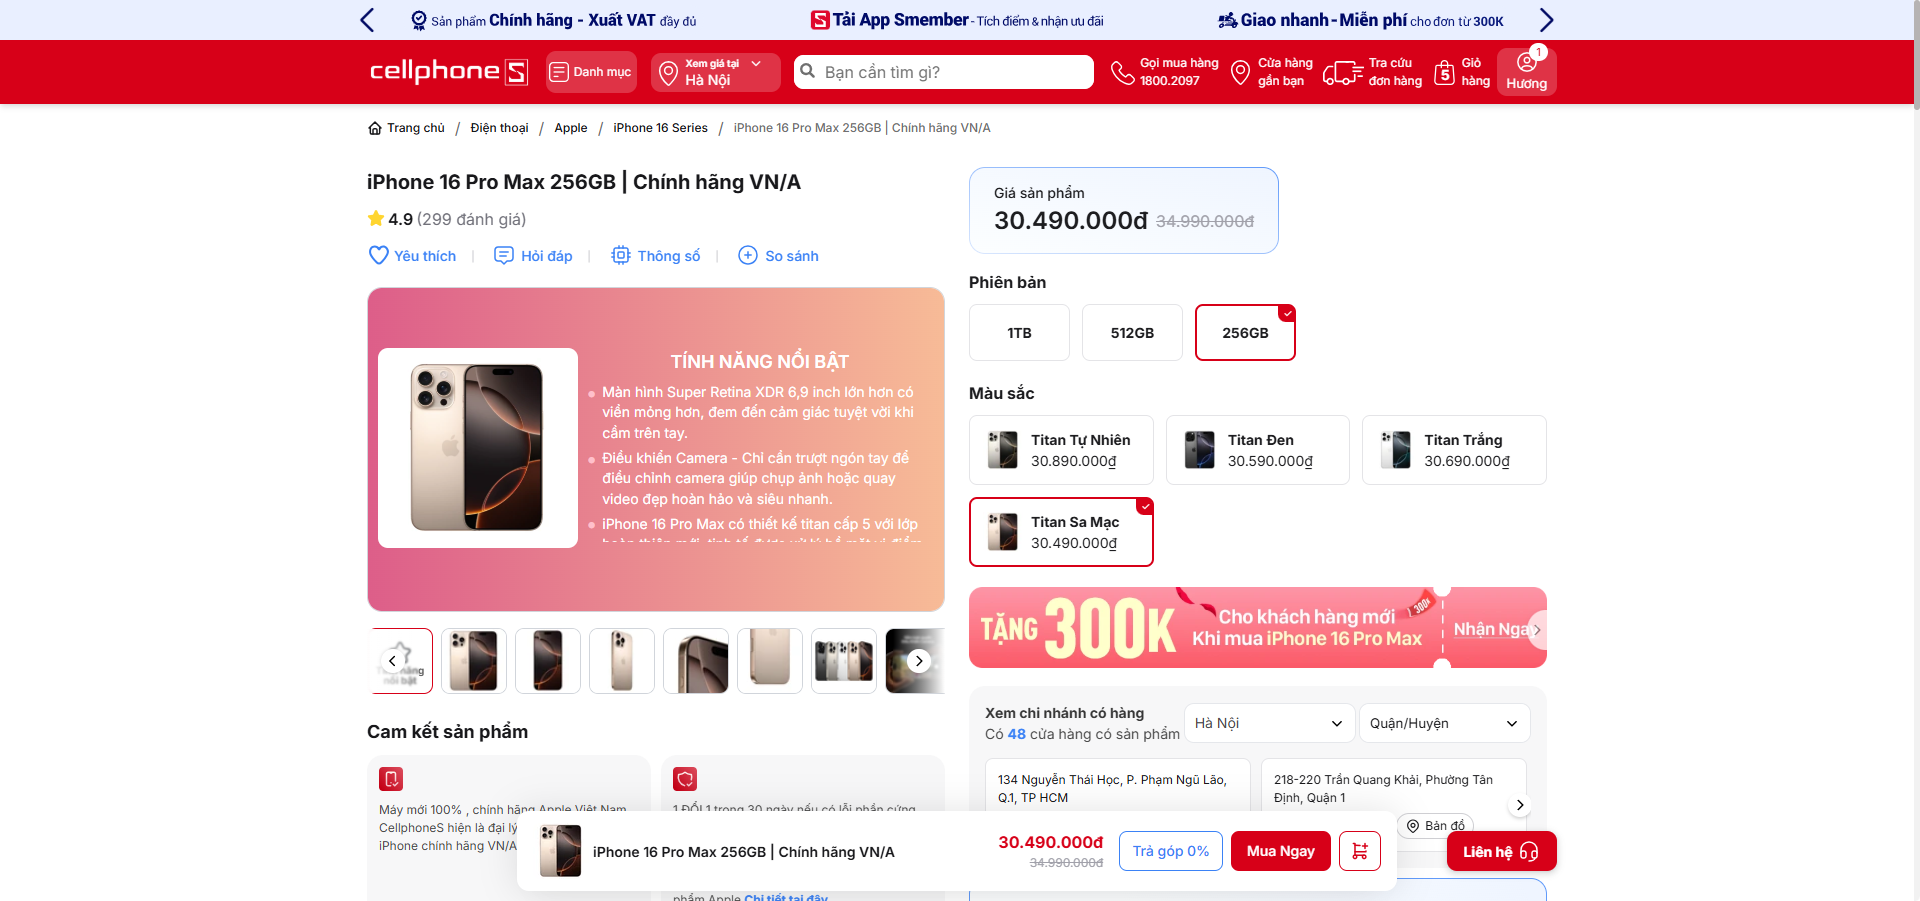 Sản phẩm Chính hãng - Xuất VAT đầy đủ
S Tải App Smember - Tích điểm & nhận ưu đãi
Giao nhanh - Miễn phí cho đơn từ 300K
cellphoneS
Danh mục
Xem giá tại
Hà Nội
Bạn cần tìm gì?
Gọi mua hàng
1800.2097
Cửa hàng
gần bạn
Tra cứu
đơn hàng
S
Giỏ
hàng
1
Hương
Trang chủ / Điện thoại / Apple / iPhone 16 Series / iPhone 16 Pro Max 256GB | Chính hãng VN/A
iPhone 16 Pro Max 256GB | Chính hãng VN/A
4.9 (299 đánh giá)
Yêu thích | Hỏi đáp | Thông số | So sánh
TÍNH NĂNG NỔI BẬT
Màn hình Super Retina XDR 6,9 inch lớn hơn có
viền mỏng hơn, đem đến cảm giác tuyệt vời khi
cầm trên tay.
Điều khiển Camera - Chỉ cần trượt ngón tay để
điều chỉnh camera giúp chụp ảnh hoặc quay
video đẹp hoàn hảo và siêu nhanh.
iPhone 16 Pro Max có thiết kế titan cấp 5 với lớp
nổi bật
Cam kết sản phẩm
Máy mới 100% , chính hãng Apple Việt Nam.
CellphoneS hiện là đại lý
iPhone chính hãng VN/A
1 ĐỔI 1 trong 30 ngày nếu có lỗi phần cứng
phẩm Apple Chi tiết tại đây
Giá sản phẩm
30.490.000đ 34.990.000đ
Phiên bản
1TB
512GB
256GB
Màu sắc
Titan Tự Nhiên
30.890.000₫
Titan Đen
30.590.000₫
Titan Trắng
30.690.000₫
Titan Sa Mạc
30.490.000₫
TẶNG 300K
Cho khách hàng mới
Khi mua iPhone 16 Pro Max
300K
Nhận Ngay
Xem chi nhánh có hàng
Có 48 cửa hàng có sản phẩm
Hà Nội
Quận/Huyện
134 Nguyễn Thái Học, P. Phạm Ngũ Lão,
Q.1, TP HCM
218-220 Trần Quang Khải, Phường Tân
Định, Quận 1
Bản đồ
iPhone 16 Pro Max 256GB | Chính hãng VN/A
30.490.000đ
34.990.000đ
Trả góp 0%
Mua Ngay
Liên hệ